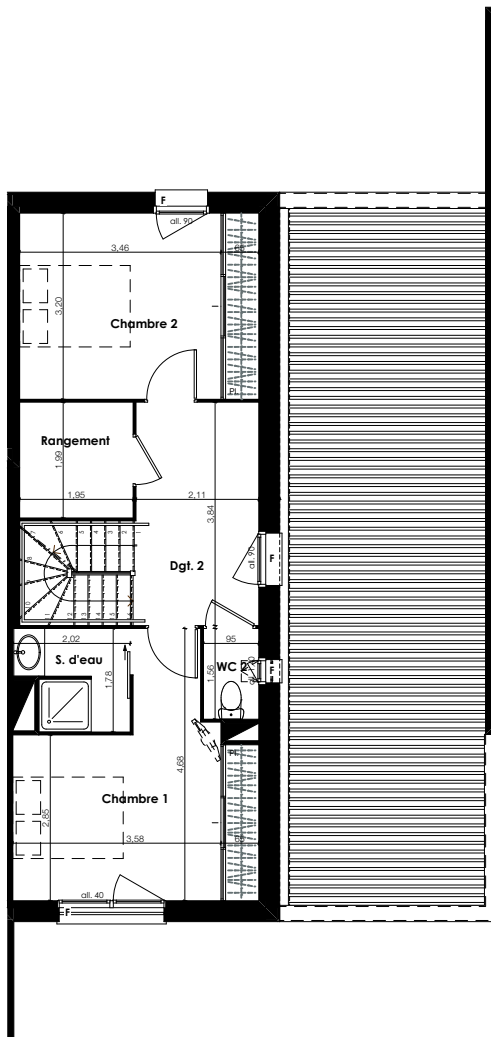 F
all. 90
3,46
3,20
Chambre 2
Pl.
Rangement
1,99
1,95
2,11
3,84
Dgt. 2
all. 90
F
2,02
S. d'eau
1,78
95
1,56
WC 2
F
Pl.
4,68
Chambre 1
2,85
3,58
all. 40
F